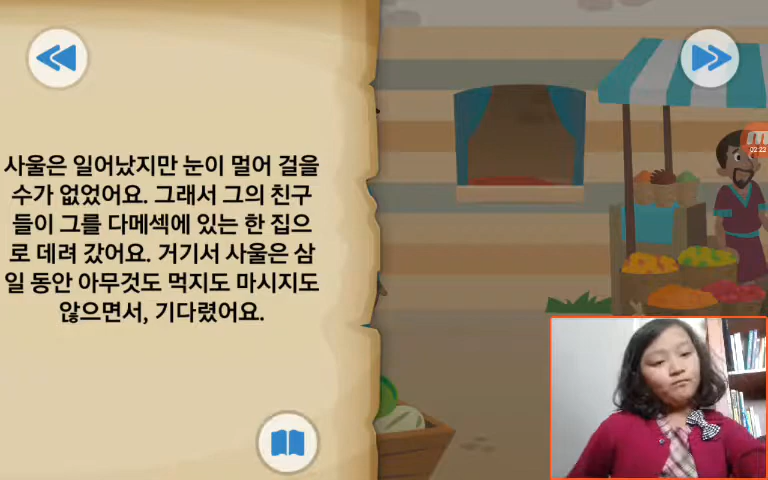 사울은 일어났지만 눈이 멀어 걸을
수가 없었어요. 그래서 그의 친구
들이 그를 다메섹에 있는 한 집으
로 데려 갔어요. 거기서 사울은 삼
일 동안 아무것도 먹지도 마시지도
않으면서, 기다렸어요.
02:23